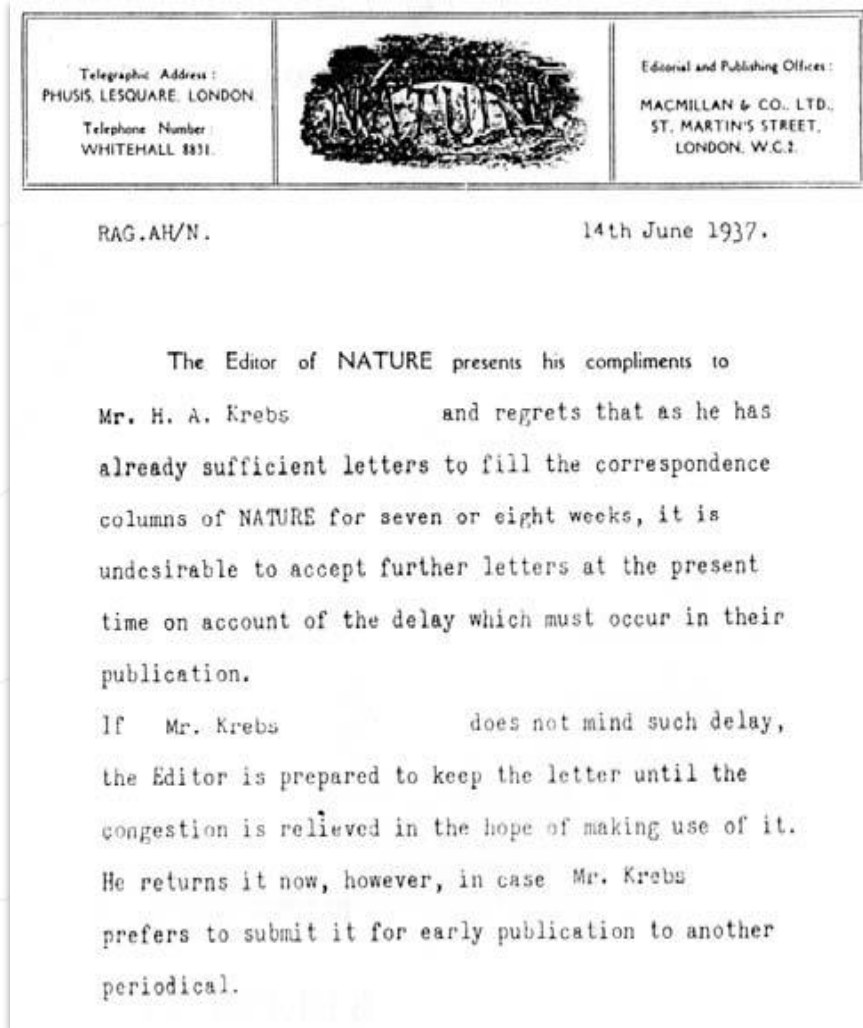 Telegraphic Address :
PHUSIS, LESQUARE, LONDON.
Telephone Number :
WHITEHALL 8831.
NATURE
Editorial and Publishing Offices :
MACMILLAN & CO., LTD.,
ST. MARTIN'S STREET,
LONDON, W.C.2.
RAG.AH/N.
14th June 1937.
The Editor of NATURE presents his compliments to
Mr. H. A. Krebs and regrets that as he has
already sufficient letters to fill the correspondence
columns of NATURE for seven or eight weeks, it is
undesirable to accept further letters at the present
time on account of the delay which must occur in their
publication.
If Mr. Krebs does not mind such delay,
the Editor is prepared to keep the letter until the
congestion is relieved in the hope of making use of it.
He returns it now, however, in case Mr. Krebs
prefers to submit it for early publication to another
periodical.